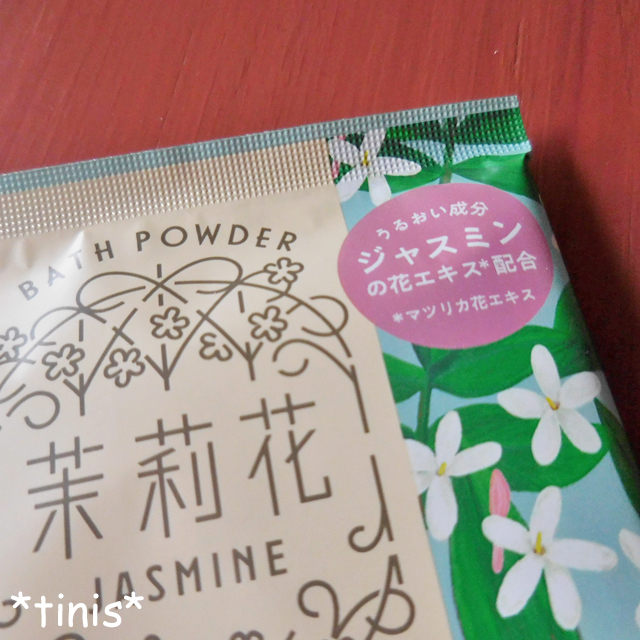 BATH POWDER
うるおい成分
ジャスミン
の花エキス*配合
*マツリカ花エキス
茉莉花
JASMINE
*tinis*